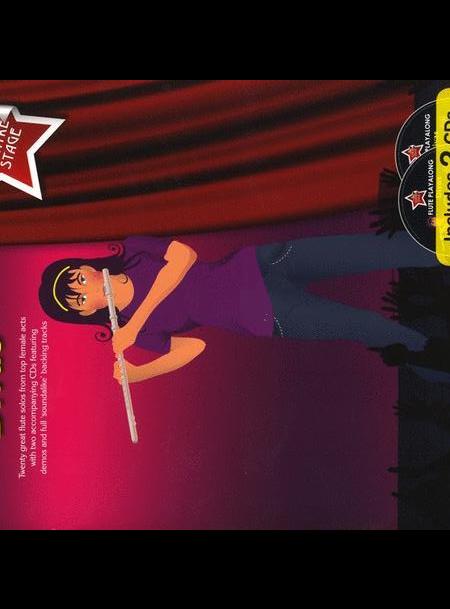 STAGE
Twenty great flute solos from top female acts
with two accompanying CDs featuring
demos and full 'soundalike' backing tracks
PLAYALONG
FLUTE PLAYALONG
Includes 2 CDs